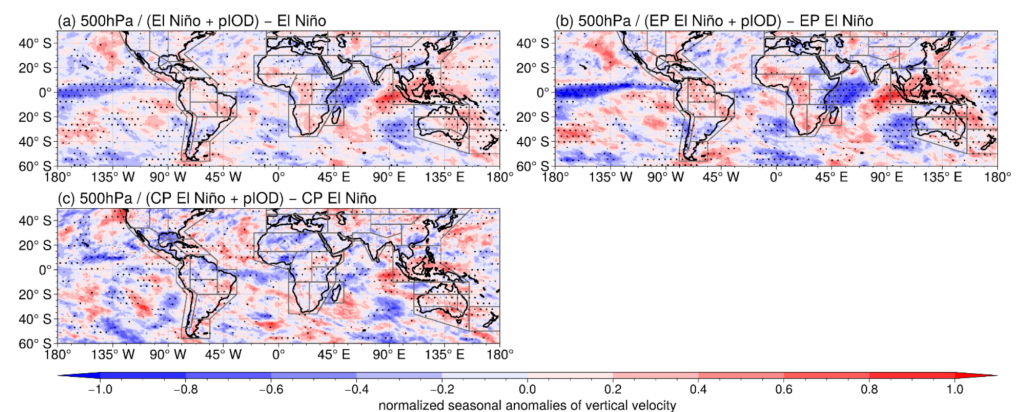 (a) 500hPa / (El Niño + pIOD) − El Niño
(b) 500hPa / (EP El Niño + pIOD) − EP El Niño
40° S
20° S
0°
20° S
40° S
60° S
180° 135° W 90° W 45° W 0° 45° E 90° E 135° E 180°
40° S
20° S
0°
20° S
40° S
60° S
180° 135° W 90° W 45° W 0° 45° E 90° E 135° E 180°
(c) 500hPa / (CP El Niño + pIOD) − CP El Niño
40° S
20° S
0°
20° S
40° S
60° S
180° 135° W 90° W 45° W 0° 45° E 90° E 135° E 180°
−1.0 −0.8 −0.6 −0.4 −0.2 0.0 0.2 0.4 0.6 0.8 1.0
normalized seasonal anomalies of vertical velocity